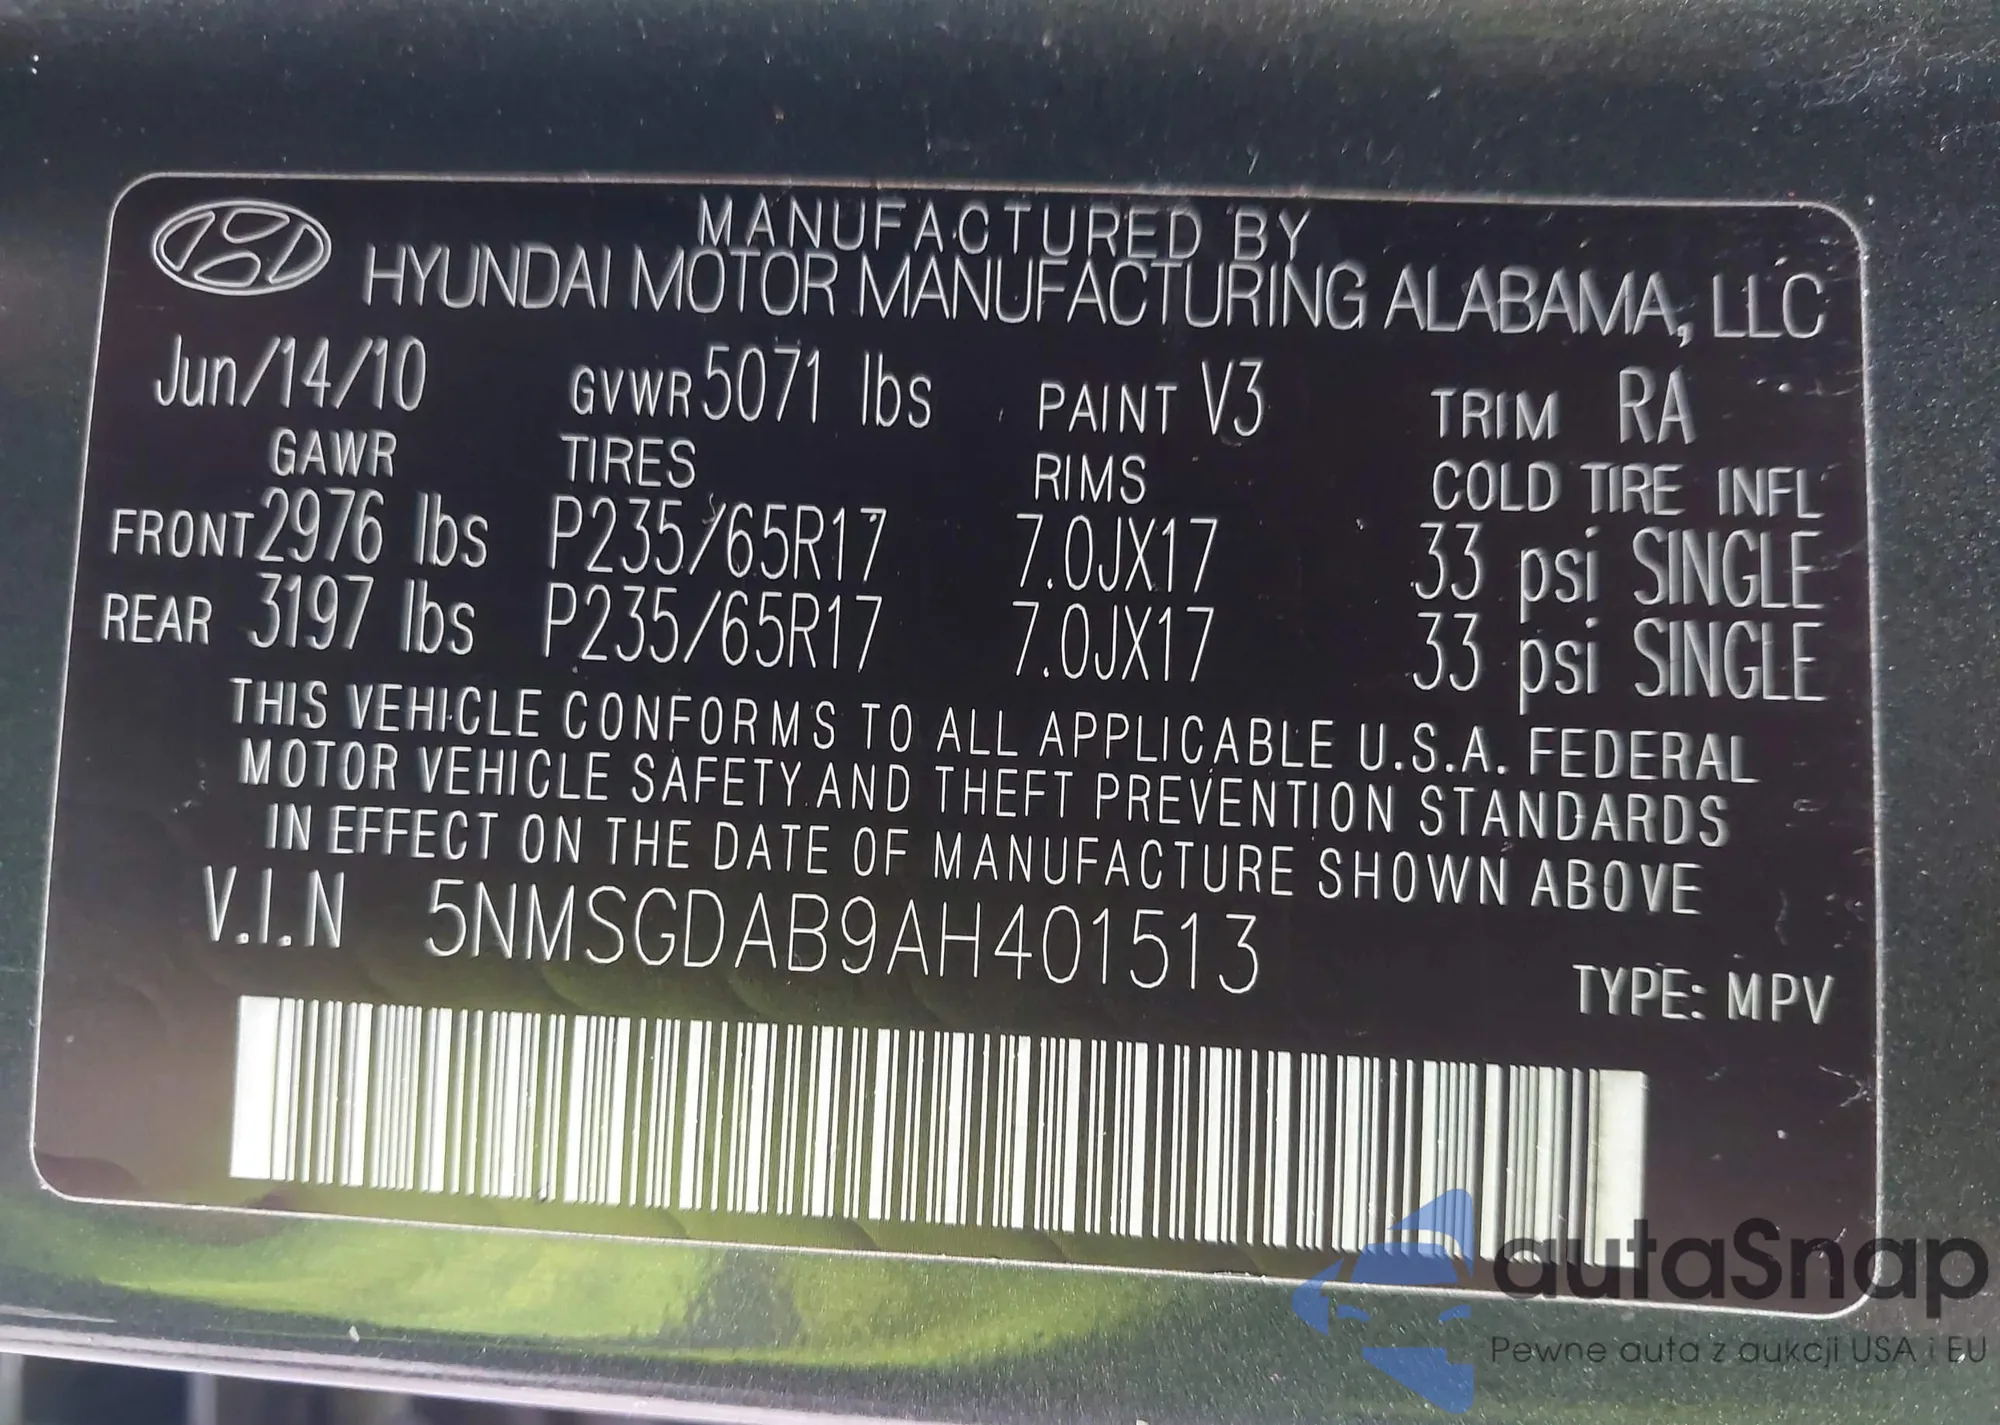 MANUFACTURED BY
HYUNDAI MOTOR MANUFACTURING ALABAMA, LLC
Jun/14/10 GVWR 5071 lbs PAINT V3 TRIM RA
GAWR TIRES RIMS COLD TIRE INFL
FRONT 2976 lbs P235/65R17 7.0JX17 33 psi SINGLE
REAR 3197 lbs P235/65R17 7.0JX17 33 psi SINGLE
THIS VEHICLE CONFORMS TO ALL APPLICABLE U.S.A. FEDERAL
MOTOR VEHICLE SAFETY AND THEFT PREVENTION STANDARDS
IN EFFECT ON THE DATE OF MANUFACTURE SHOWN ABOVE
V.I.N 5NMSGDAB9AH401513
TYPE: MPV
autaSnap
Pewne auta z aukcji USA i EU